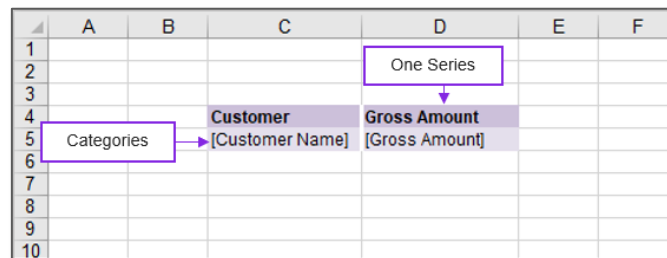 A B C D E F
1
2 One Series
3
4 Customer Gross Amount
5 Categories [Customer Name] [Gross Amount]
6
7
8
9
10